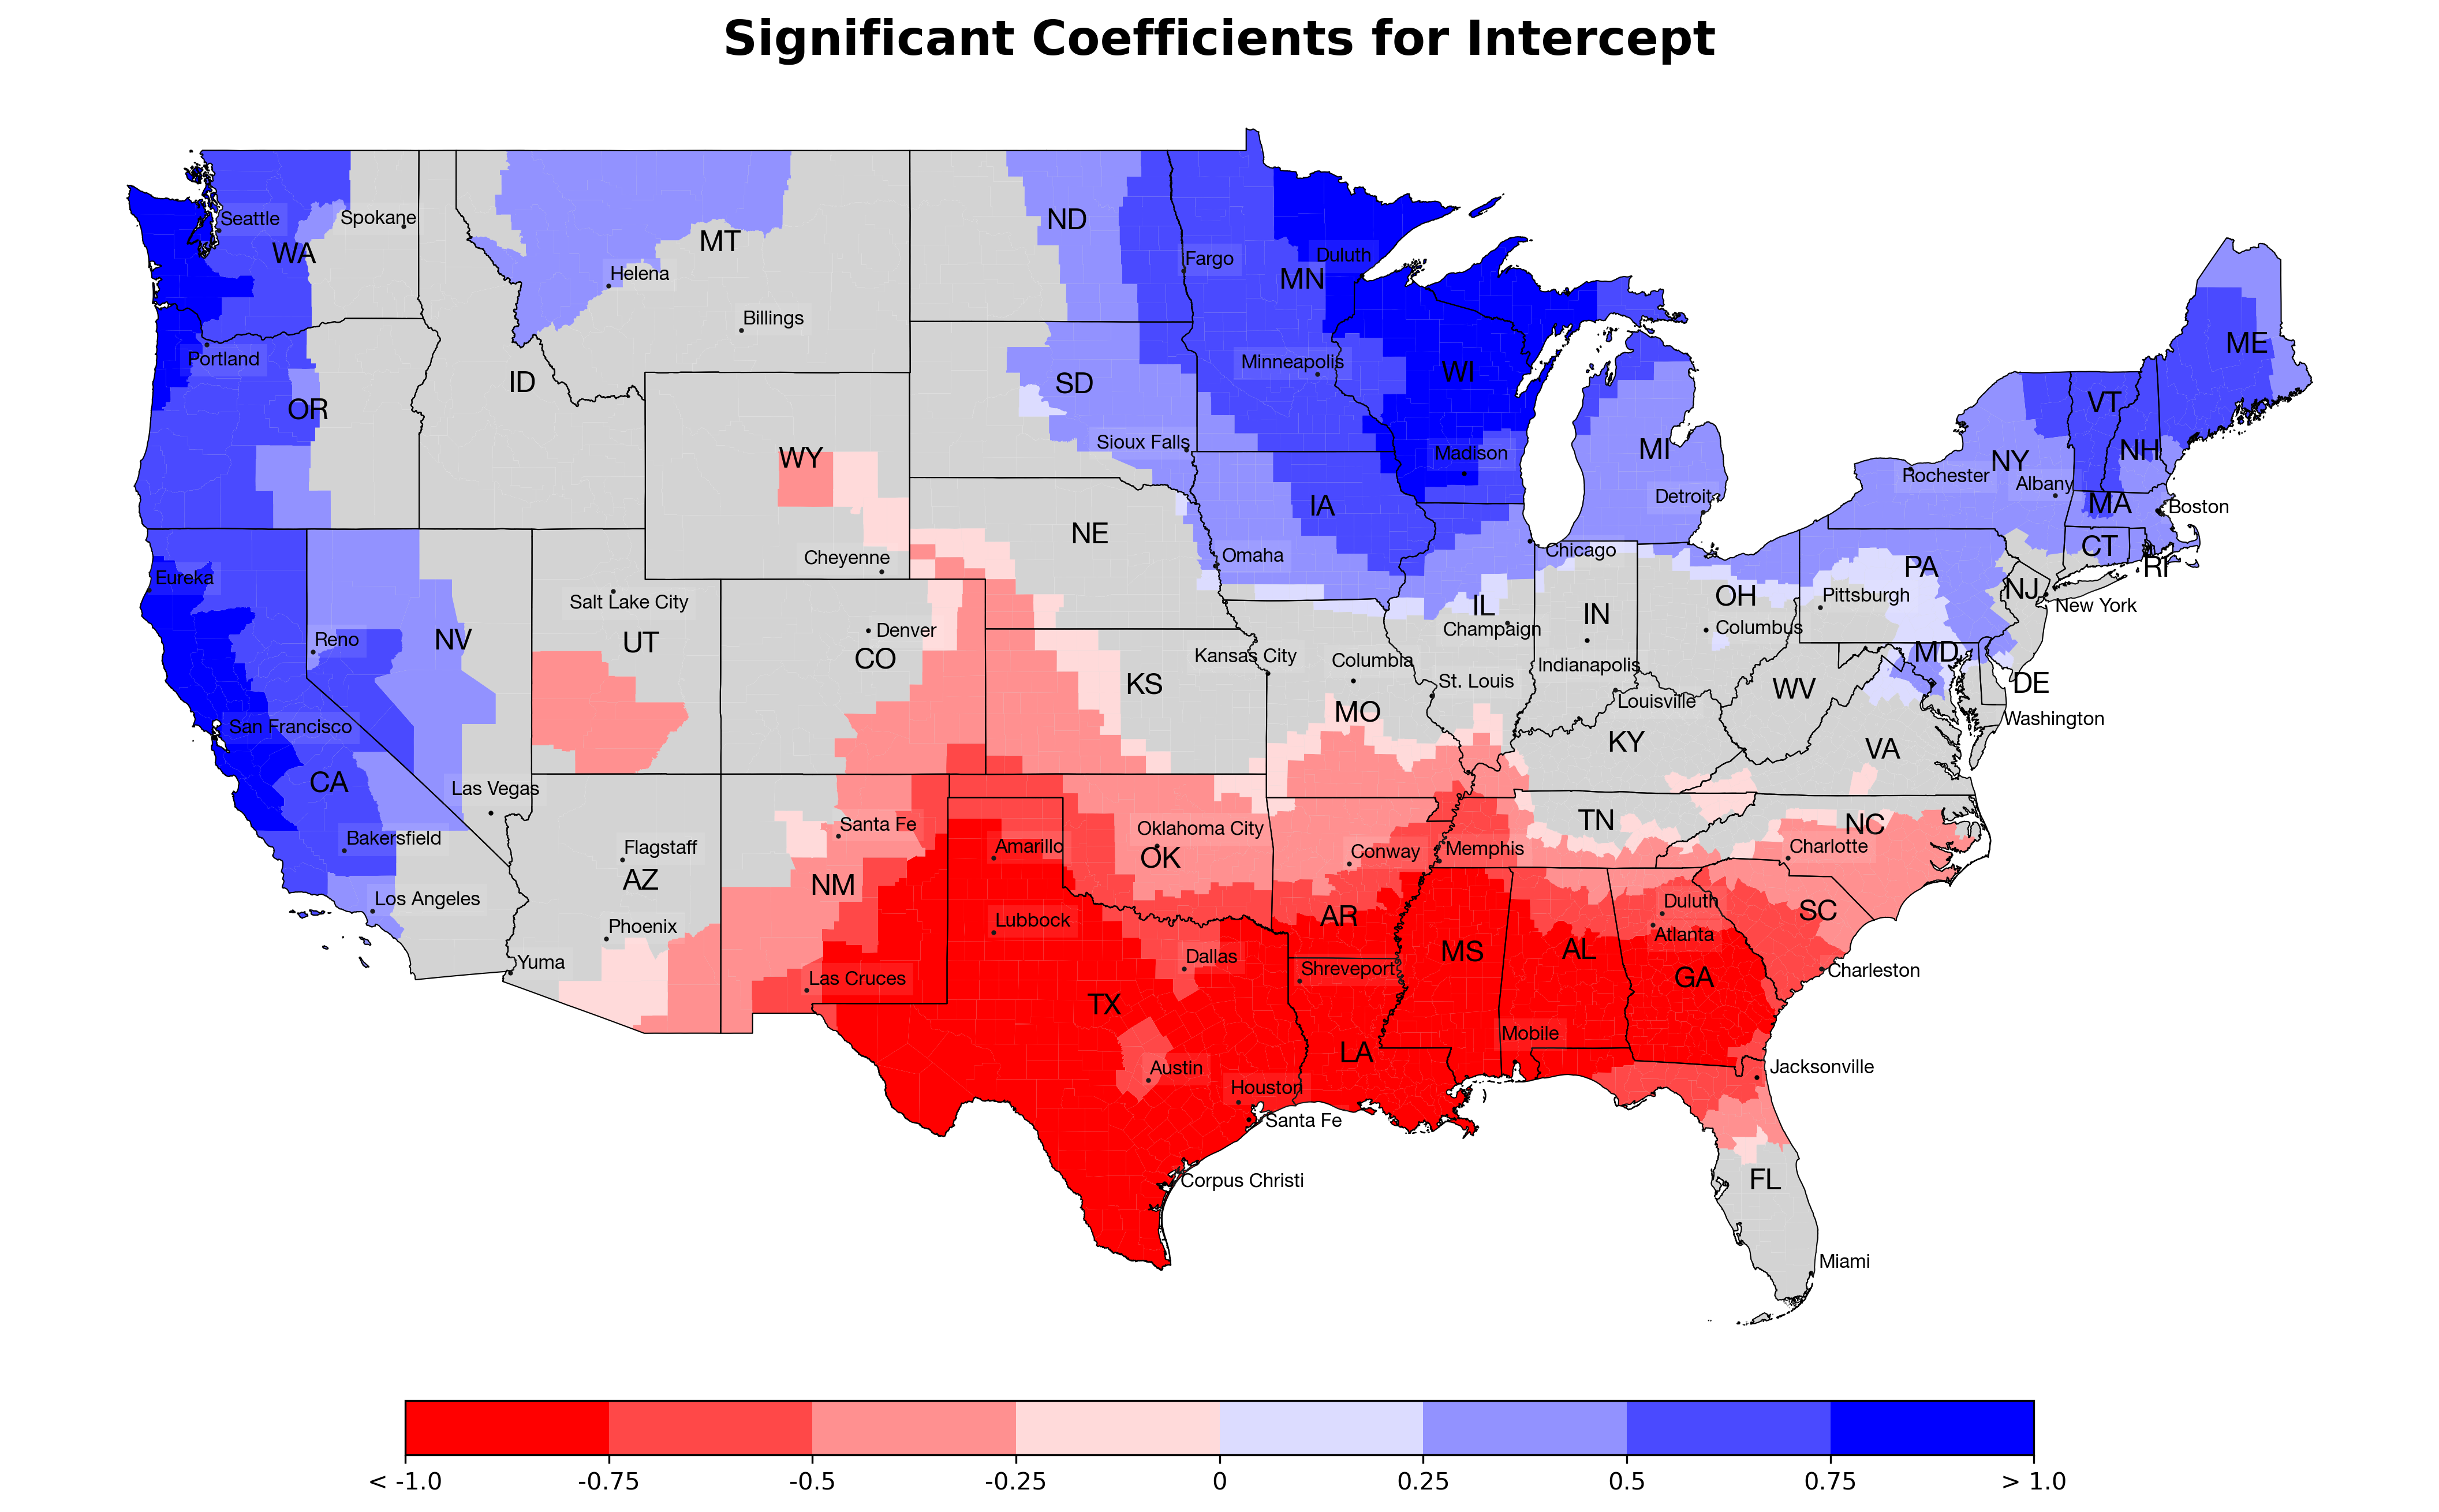 Significant Coefficients for Intercept
Seattle
Spokane
WA
MT
ND
Helena
Fargo
Duluth
MN
Billings
Portland
ID
OR
SD
Minneapolis
WI
ME
VT
WY
Sioux Falls
Madison
MI
NH
NY
Rochester
Albany
Detroit
MA
Boston
IA
NE
Cheyenne
Omaha
Chicago
CT
RI
PA
Eureka
Salt Lake City
UT
Reno
NV
Denver
CO
IL
Champaign
IN
OH
Columbus
Pittsburgh
NJ
New York
Kansas City
Columbia
Indianapolis
MD
KS
St. Louis
MO
Louisville
WV
DE
Washington
San Francisco
CA
KY
VA
Las Vegas
Bakersfield
Flagstaff
AZ
Santa Fe
Amarillo
Oklahoma City
OK
Conway
Memphis
TN
NC
Charlotte
Los Angeles
Phoenix
NM
Lubbock
AR
MS
AL
Duluth
Atlanta
SC
Yuma
Las Cruces
Dallas
Shreveport
GA
Charleston
TX
LA
Mobile
Austin
Houston
Jacksonville
Santa Fe
Corpus Christi
FL
Miami
< -1.0
-0.75
-0.5
-0.25
0
0.25
0.5
0.75
> 1.0